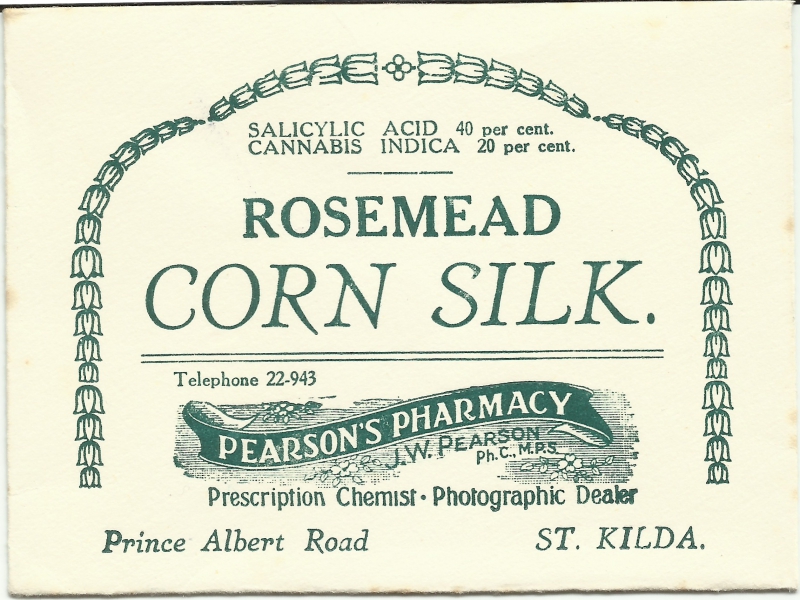 SALICYLIC ACID 40 per cent.
CANNABIS INDICA 20 per cent.
ROSEMEAD
CORN SILK.
Telephone 22-943
PEARSON'S PHARMACY
J.W. PEARSON
Ph.C., M.P.S.
Prescription Chemist • Photographic Dealer
Prince Albert Road ST. KILDA.